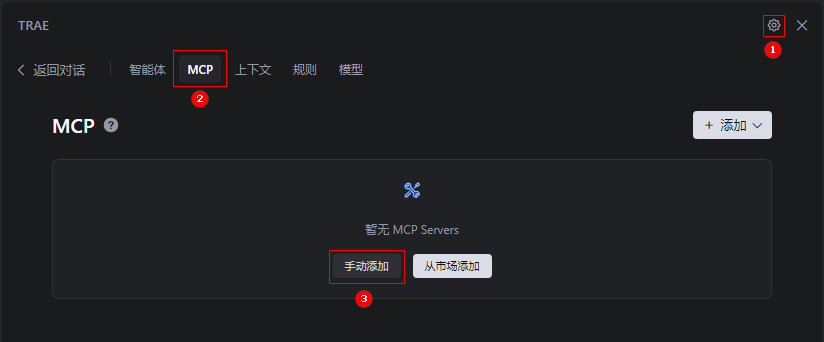 TRAE
1
返回对话 智能体 MCP 上下文 规则 模型
2
MCP ? + 添加
暂无 MCP Servers
手动添加 从市场添加
3